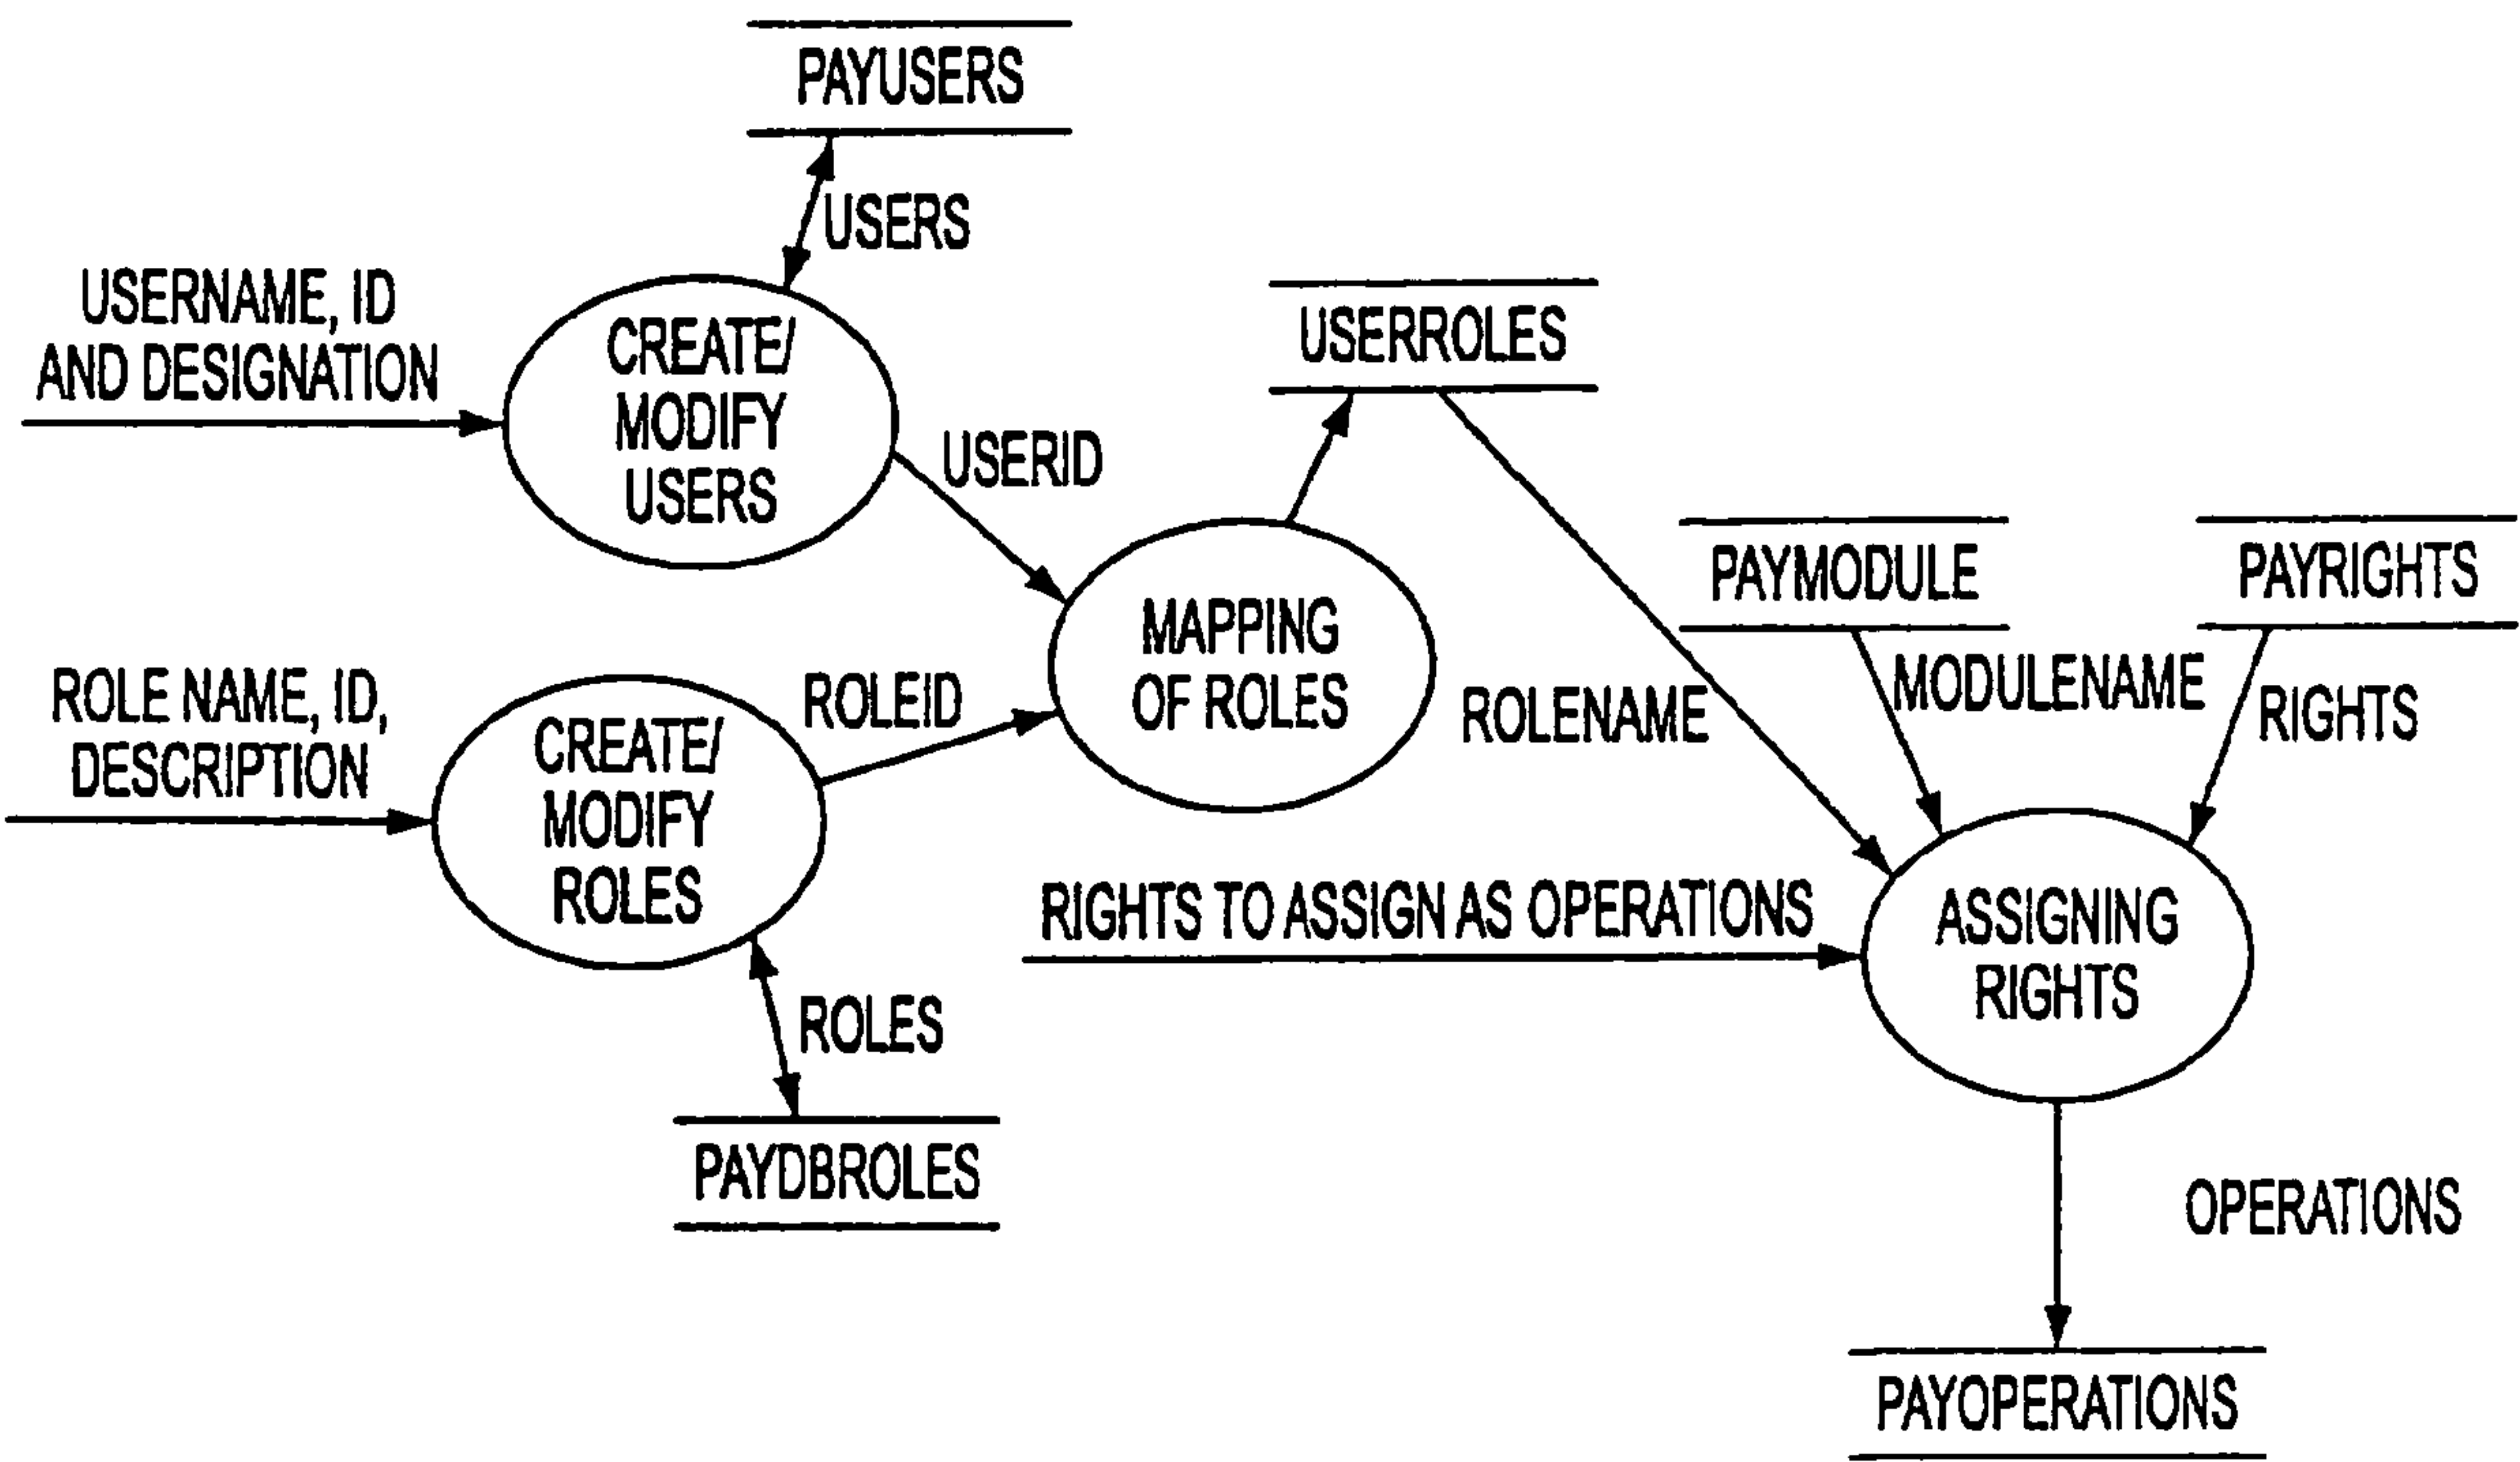 PAYUSERS
USERS
USERNAME, ID
AND DESIGNATION
CREATE/
MODIFY
USERS
USERID
USERROLES
PAYMODULE
PAYRIGHTS
MAPPING
OF ROLES
ROLENAME
MODULENAME
RIGHTS
ROLE NAME, ID,
DESCRIPTION
CREATE/
MODIFY
ROLES
ROLEID
RIGHTS TO ASSIGN AS OPERATIONS
ASSIGNING
RIGHTS
ROLES
PAYDBROLES
OPERATIONS
PAYOPERATIONS